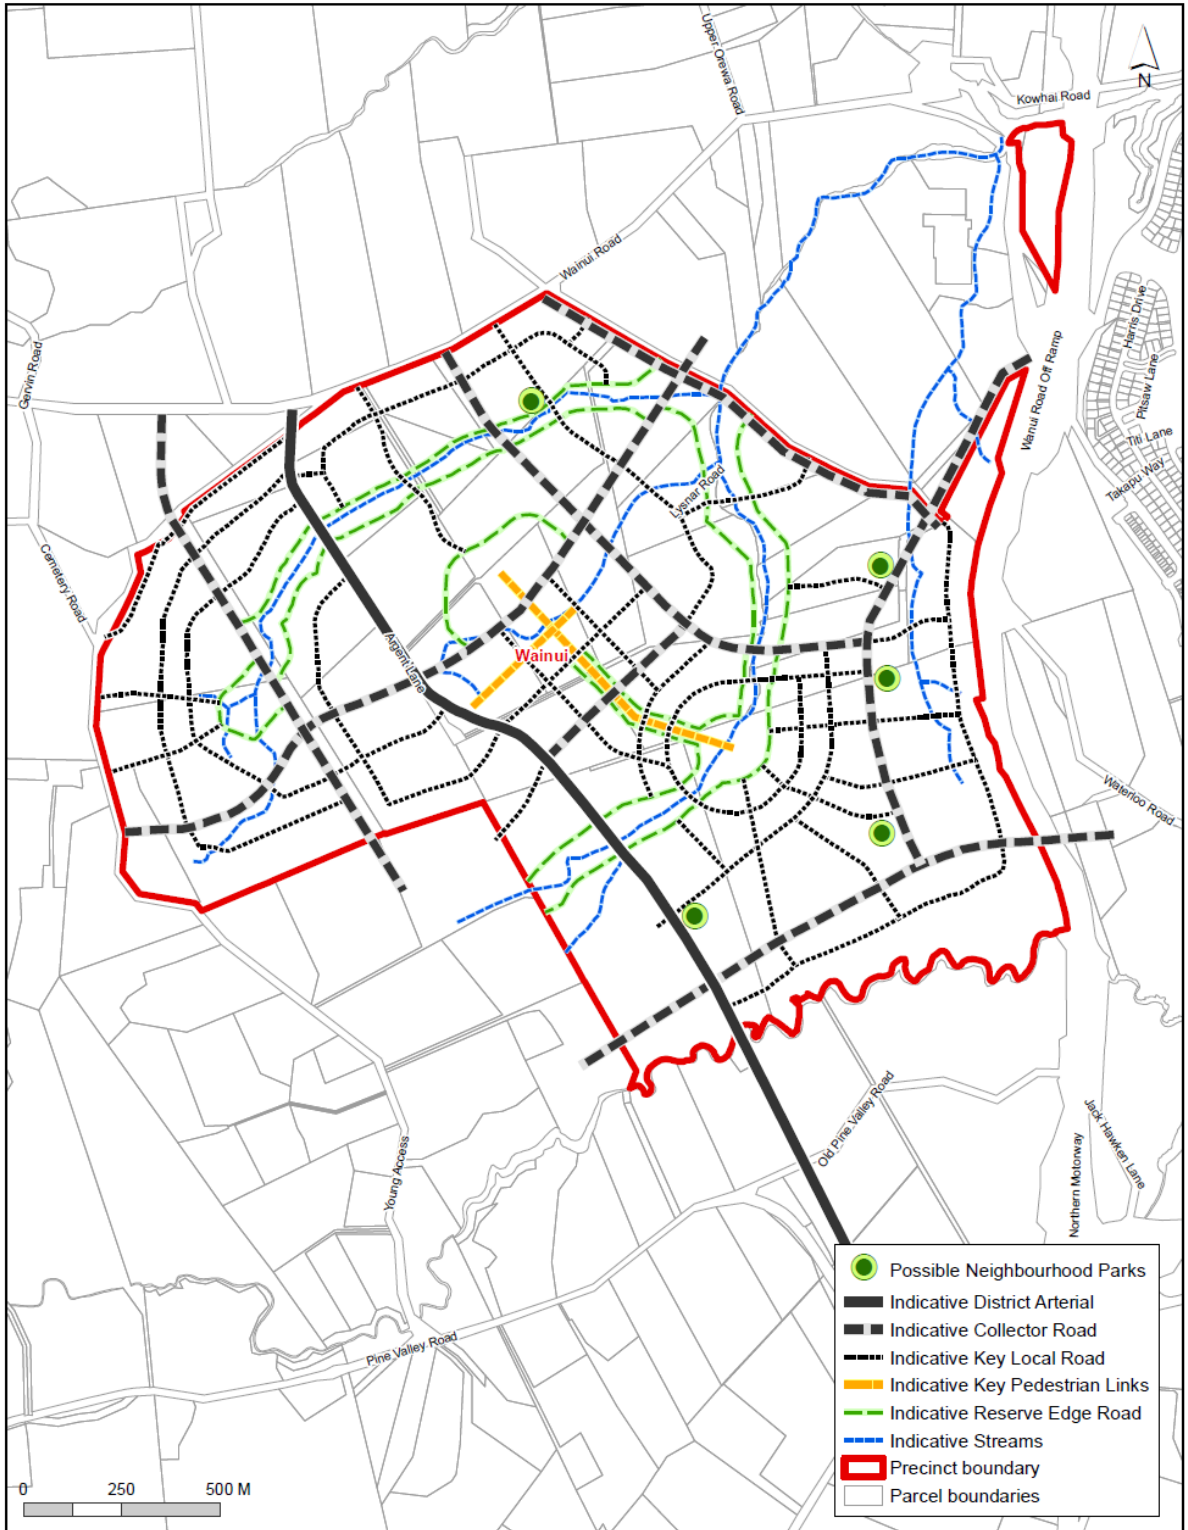 Upper Orewa Road
N
Kowhai Road
Wainui Road
Harris Drive
Gervin Road
Wanui Road Off Ramp
Pitsaw Lane
Titi Lane
Takapu Way
Lysnar Road
Cemetery Road
Argent Lane
Wainui
Waterloo Road
Old Pine Valley Road
Jack Hawken Lane
Young Access
Northern Motorway
Pine Valley Road
Possible Neighbourhood Parks
Indicative District Arterial
Indicative Collector Road
Indicative Key Local Road
Indicative Key Pedestrian Links
Indicative Reserve Edge Road
Indicative Streams
Precinct boundary
Parcel boundaries
0 250 500 M